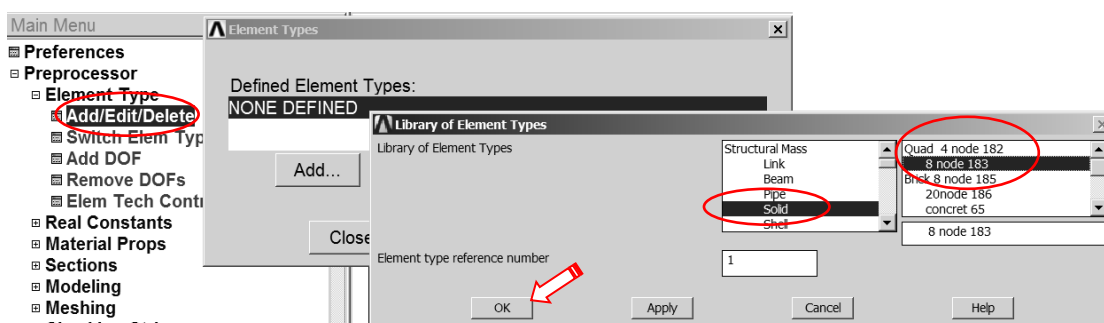 Main Menu
Preferences
Preprocessor
Element Type
Add/Edit/Delete
Switch Elem Typ
Add DOF
Remove DOFs
Elem Tech Contr
Real Constants
Material Props
Sections
Modeling
Meshing
Element Types
Defined Element Types:
NONE DEFINED
Add...
Close
Library of Element Types
Library of Element Types
Structural Mass
Link
Beam
Pipe
Solid
Shell
Quad 4 node 182
8 node 183
Brick 8 node 185
20node 186
concret 65
8 node 183
Element type reference number
1
OK
Apply
Cancel
Help